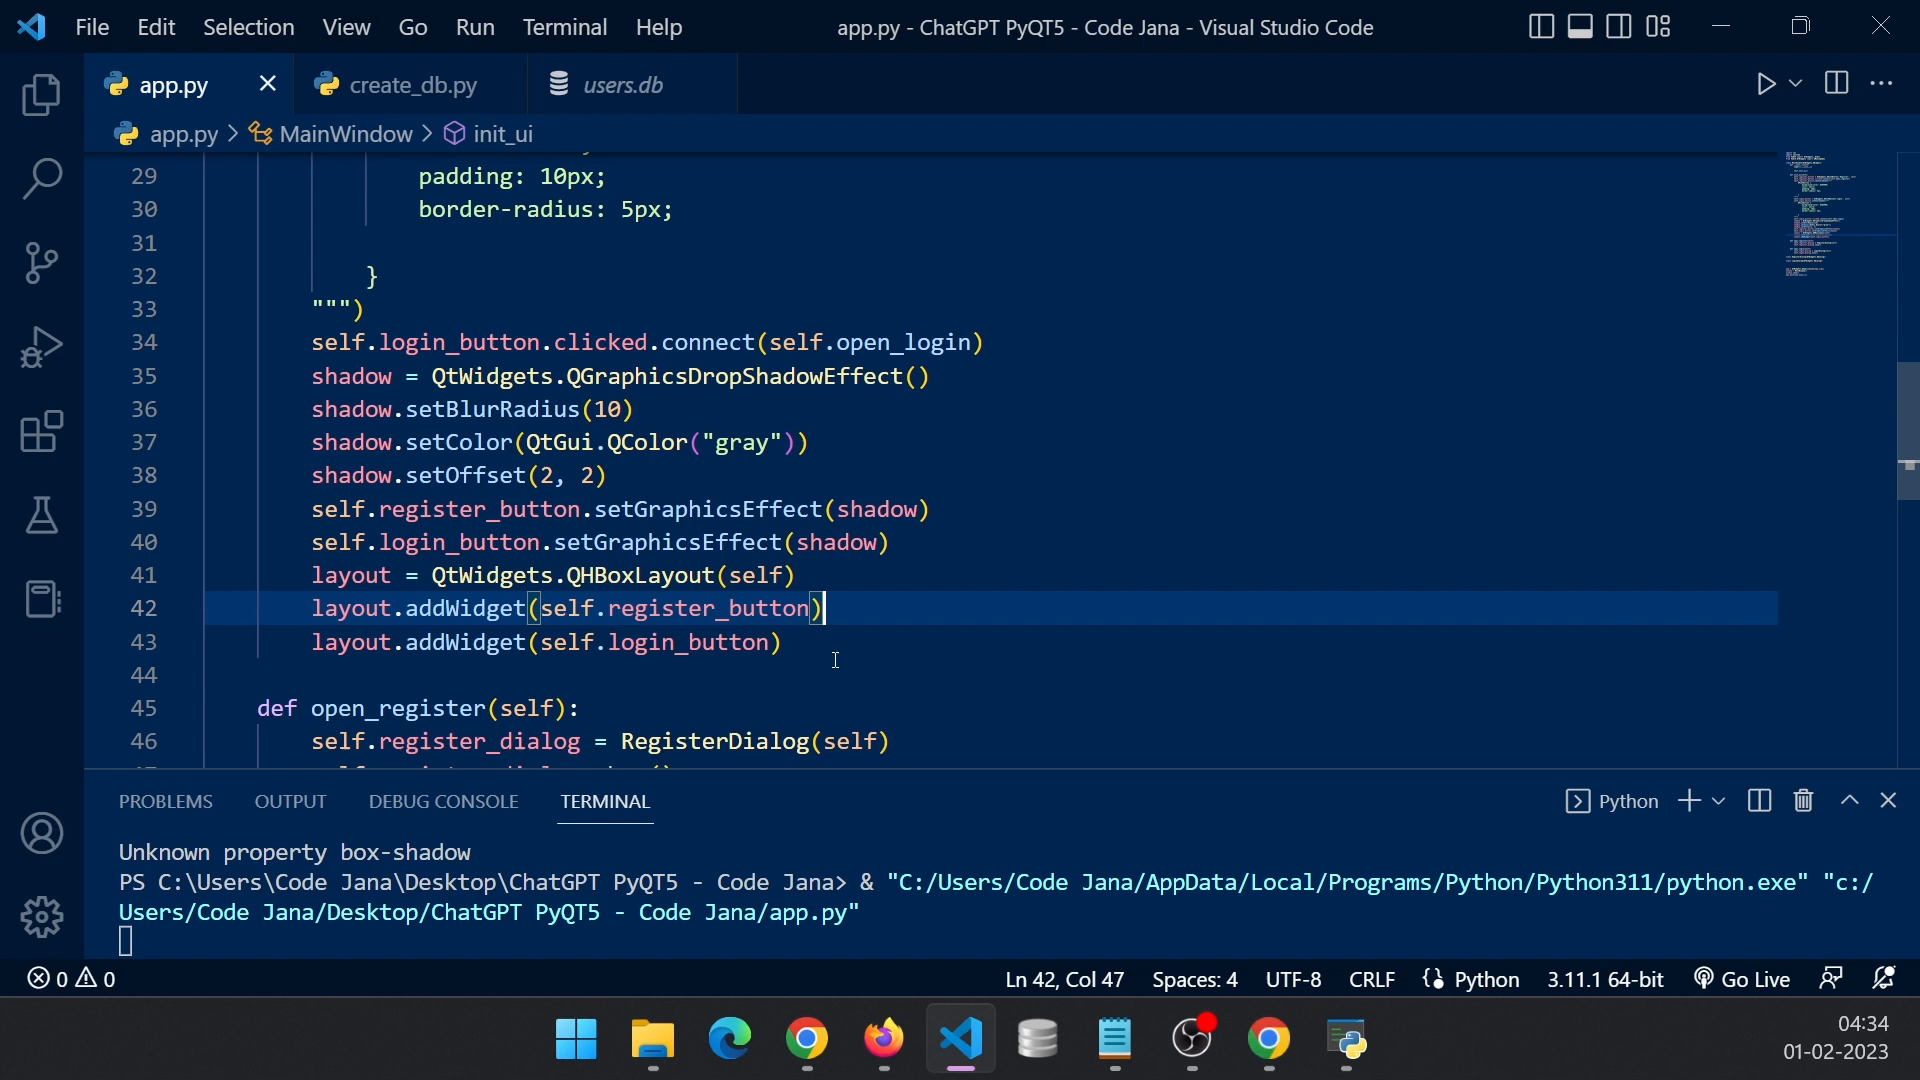 File Edit Selection View Go Run Terminal Help app.py - ChatGPT PyQT5 - Code Jana - Visual Studio Code
app.py create_db.py users.db
app.py > MainWindow > init_ui
29 padding: 10px;
30 border-radius: 5px;
31
32 }
33 """)
34 self.login_button.clicked.connect(self.open_login)
35 shadow = QtWidgets.QGraphicsDropShadowEffect()
36 shadow.setBlurRadius(10)
37 shadow.setColor(QtGui.QColor("gray"))
38 shadow.setOffset(2, 2)
39 self.register_button.setGraphicsEffect(shadow)
40 self.login_button.setGraphicsEffect(shadow)
41 layout = QtWidgets.QHBoxLayout(self)
42 layout.addWidget(self.register_button)
43 layout.addWidget(self.login_button)
44
45 def open_register(self):
46 self.register_dialog = RegisterDialog(self)
PROBLEMS OUTPUT DEBUG CONSOLE TERMINAL Python
Unknown property box-shadow
PS C:\Users\Code Jana\Desktop\ChatGPT PyQT5 - Code Jana> & "C:/Users/Code Jana/AppData/Local/Programs/Python/Python311/python.exe" "c:/
Users/Code Jana/Desktop/ChatGPT PyQT5 - Code Jana/app.py"
0 0 Ln 42, Col 47 Spaces: 4 UTF-8 CRLF Python 3.11.1 64-bit Go Live
04:34
01-02-2023